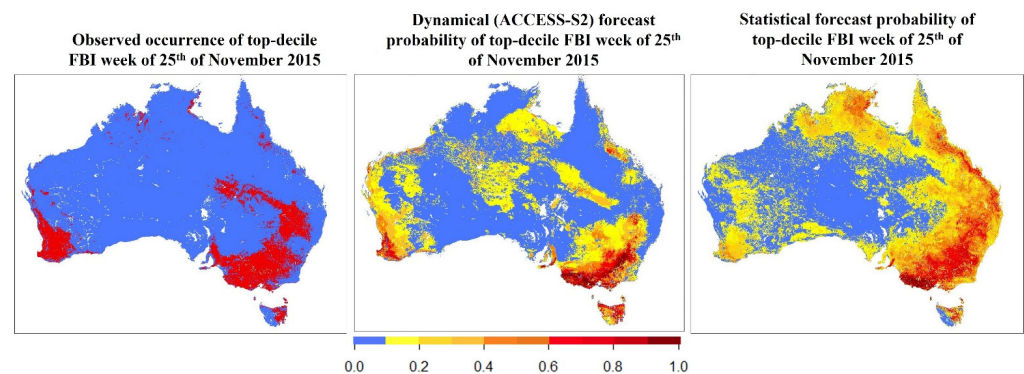 Observed occurrence of top-decile
FBI week of 25th of November 2015
Dynamical (ACCESS-S2) forecast
probability of top-decile FBI week of 25th
of November 2015
Statistical forecast probability of
top-decile FBI week of 25th of
November 2015
0.0 0.2 0.4 0.6 0.8 1.0